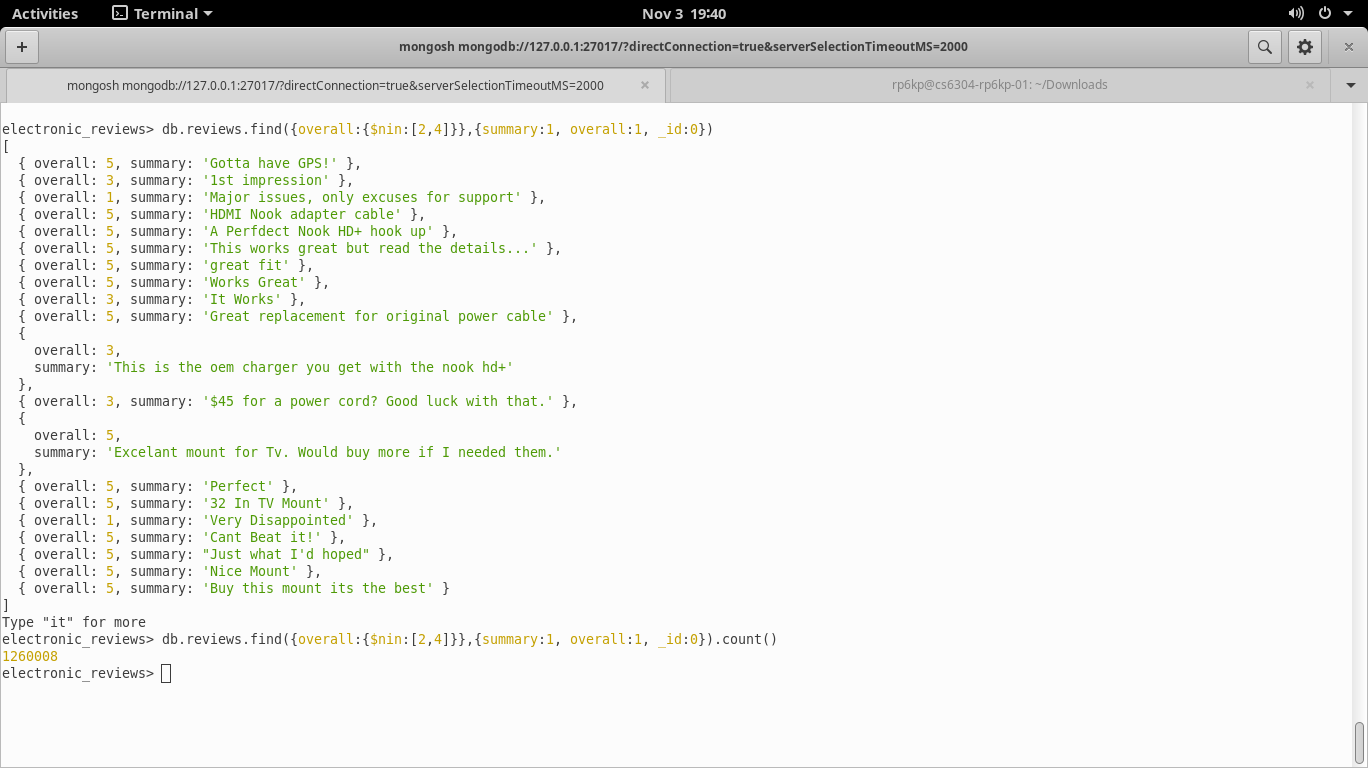 Activities Terminal Nov 3 19:40
mongosh mongodb://127.0.0.1:27017/?directConnection=true&serverSelectionTimeoutMS=2000
mongosh mongodb://127.0.0.1:27017/?directConnection=true&serverSelectionTimeoutMS=2000 rp6kp@cs6304-rp6kp-01: ~/Downloads
electronic_reviews> db.reviews.find({overall:{$nin:[2,4]}},{summary:1, overall:1, _id:0})
[
  { overall: 5, summary: 'Gotta have GPS!' },
  { overall: 3, summary: '1st impression' },
  { overall: 1, summary: 'Major issues, only excuses for support' },
  { overall: 5, summary: 'HDMI Nook adapter cable' },
  { overall: 5, summary: 'A Perfdect Nook HD+ hook up' },
  { overall: 5, summary: 'This works great but read the details...' },
  { overall: 5, summary: 'great fit' },
  { overall: 5, summary: 'Works Great' },
  { overall: 3, summary: 'It Works' },
  { overall: 5, summary: 'Great replacement for original power cable' },
  {
    overall: 3,
    summary: 'This is the oem charger you get with the nook hd+'
  },
  { overall: 3, summary: '$45 for a power cord? Good luck with that.' },
  {
    overall: 5,
    summary: 'Excelant mount for Tv. Would buy more if I needed them.'
  },
  { overall: 5, summary: 'Perfect' },
  { overall: 5, summary: '32 In TV Mount' },
  { overall: 1, summary: 'Very Disappointed' },
  { overall: 5, summary: 'Cant Beat it!' },
  { overall: 5, summary: "Just what I'd hoped" },
  { overall: 5, summary: 'Nice Mount' },
  { overall: 5, summary: 'Buy this mount its the best' }
]
Type "it" for more
electronic_reviews> db.reviews.find({overall:{$nin:[2,4]}},{summary:1, overall:1, _id:0}).count()
1260008
electronic_reviews>